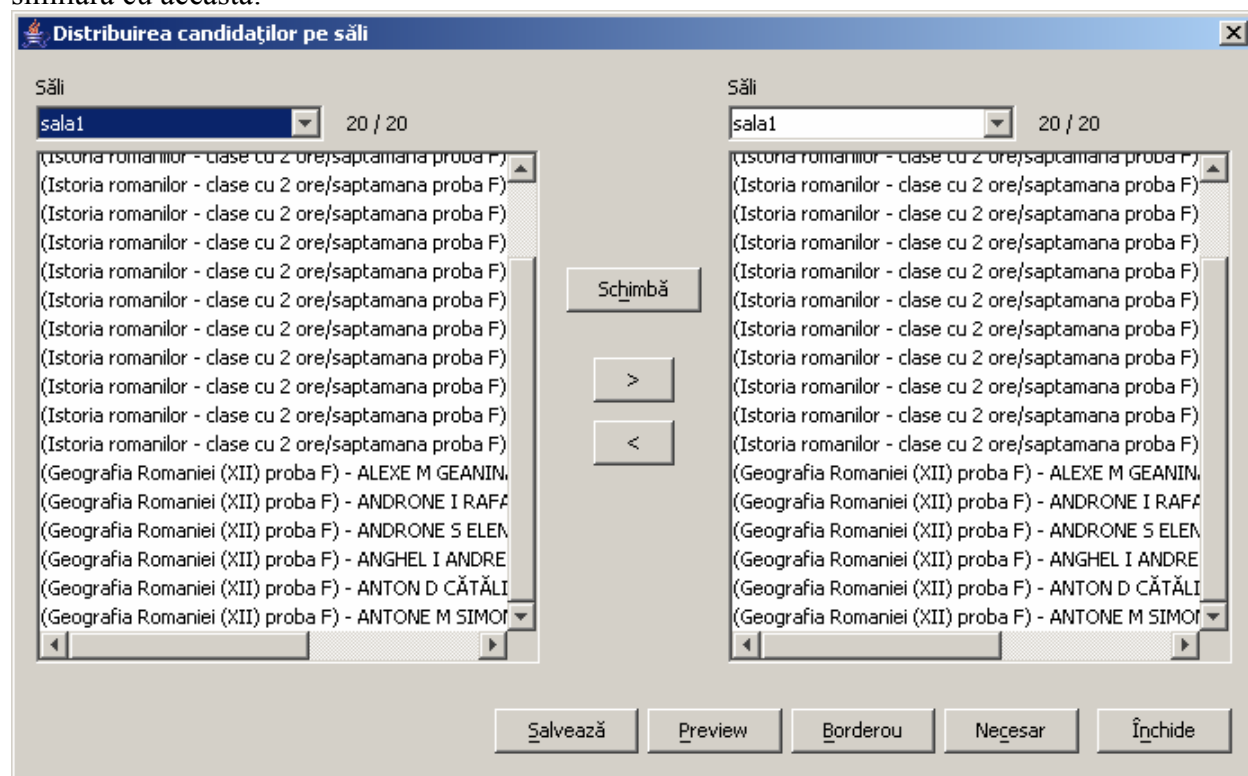 similară cu aceasta:
Distribuirea candidaţilor pe săli
Săli
sala1 20 / 20
(Istoria romanilor - clase cu 2 ore/saptamana proba F)
(Istoria romanilor - clase cu 2 ore/saptamana proba F)
(Istoria romanilor - clase cu 2 ore/saptamana proba F)
(Istoria romanilor - clase cu 2 ore/saptamana proba F)
(Istoria romanilor - clase cu 2 ore/saptamana proba F)
(Istoria romanilor - clase cu 2 ore/saptamana proba F)
(Istoria romanilor - clase cu 2 ore/saptamana proba F)
(Istoria romanilor - clase cu 2 ore/saptamana proba F)
(Istoria romanilor - clase cu 2 ore/saptamana proba F)
(Istoria romanilor - clase cu 2 ore/saptamana proba F)
(Istoria romanilor - clase cu 2 ore/saptamana proba F)
(Geografia Romaniei (XII) proba F) - ALEXE M GEANIN
(Geografia Romaniei (XII) proba F) - ANDRONE I RAFA
(Geografia Romaniei (XII) proba F) - ANDRONE S ELEN
(Geografia Romaniei (XII) proba F) - ANGHEL I ANDRE
(Geografia Romaniei (XII) proba F) - ANTON D CĂTĂLI
(Geografia Romaniei (XII) proba F) - ANTONE M SIMO
Schimbă
>
<
Săli
sala1 20 / 20
(Istoria romanilor - clase cu 2 ore/saptamana proba F)
(Istoria romanilor - clase cu 2 ore/saptamana proba F)
(Istoria romanilor - clase cu 2 ore/saptamana proba F)
(Istoria romanilor - clase cu 2 ore/saptamana proba F)
(Istoria romanilor - clase cu 2 ore/saptamana proba F)
(Istoria romanilor - clase cu 2 ore/saptamana proba F)
(Istoria romanilor - clase cu 2 ore/saptamana proba F)
(Istoria romanilor - clase cu 2 ore/saptamana proba F)
(Istoria romanilor - clase cu 2 ore/saptamana proba F)
(Istoria romanilor - clase cu 2 ore/saptamana proba F)
(Istoria romanilor - clase cu 2 ore/saptamana proba F)
(Geografia Romaniei (XII) proba F) - ALEXE M GEANIN
(Geografia Romaniei (XII) proba F) - ANDRONE I RAFA
(Geografia Romaniei (XII) proba F) - ANDRONE S ELEN
(Geografia Romaniei (XII) proba F) - ANGHEL I ANDRE
(Geografia Romaniei (XII) proba F) - ANTON D CĂTĂLI
(Geografia Romaniei (XII) proba F) - ANTONE M SIMO
Salvează Preview Borderou Necesar Închide